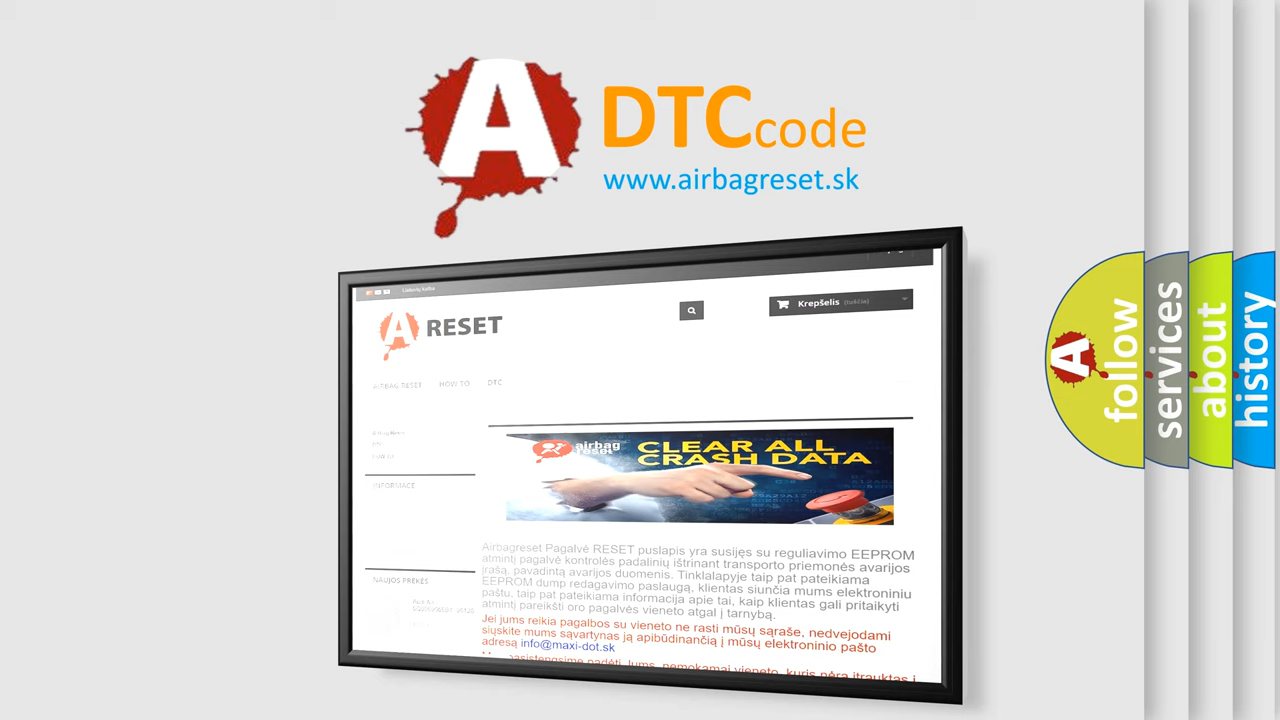 A DTCcode
www.airbagreset.sk
Lietuvių kalba
A RESET
Krepšelis (tuščia)
AIRBAG RESET HOW TO DTC
INFORMACE
airbag
reset
CLEAR ALL
CRASH DATA
Airbagreset Pagalvė RESET puslapis yra susijęs su reguliavimo EEPROM
atmintį pagalvė kontrolės padalinių ištrinant transporto priemonės avarijos
įrašą, pavadintą avarijos duomenis. Tinklalapyje taip pat pateikiama
EEPROM dump redagavimo paslaugą, klientas siunčia mums elektroniniu
paštu, taip pat pateikiama informacija apie tai, kaip klientas gali pritaikyti
atmintį pareikšti oro pagalvės vieneto atgal į tarnybą.
Jei jums reikia pagalbos su vieneto ne rasti mūsų sąraše, nedvejodami
siųskite mums sąvartynas ją apibūdinančią į mūsų elektroninio pašto
adresą info@maxi-dot.sk
NAUJOS PREKĖS
A follow
services
about
history